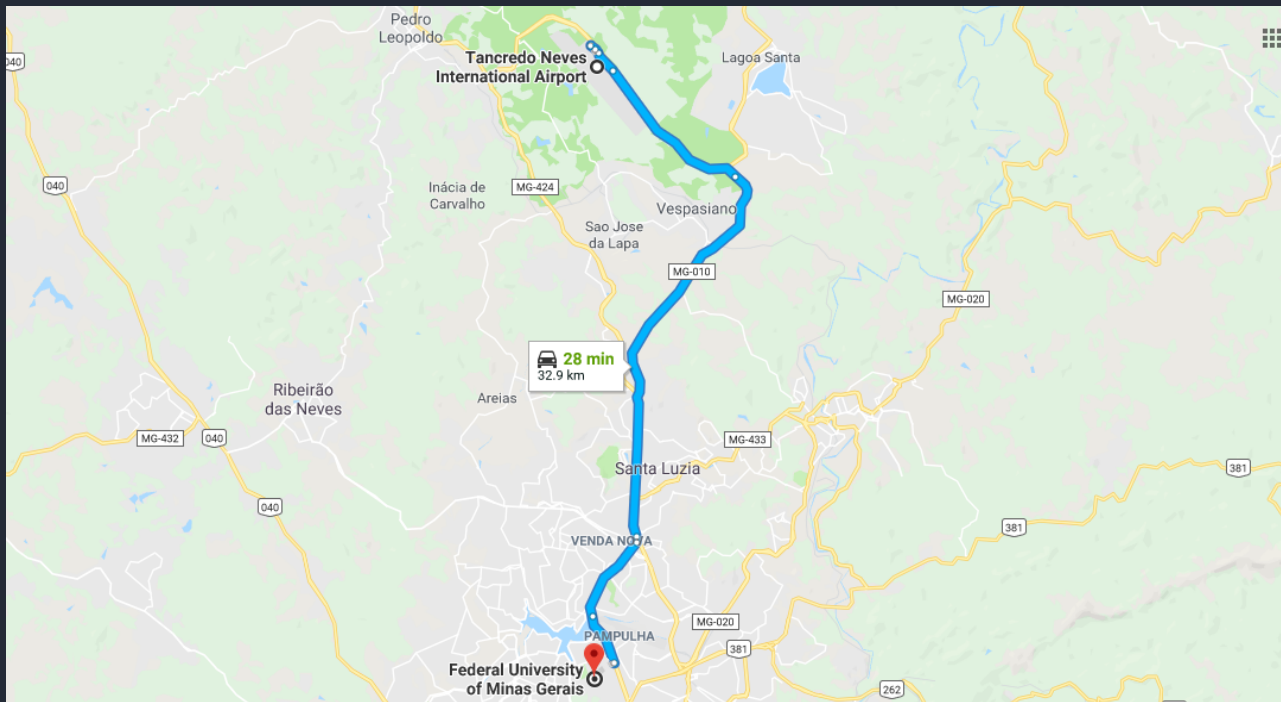 Pedro
Leopoldo
040
Tancredo Neves
International Airport
Lagoa Santa
040
Inácia de
Carvalho
MG-424
Vespasiano
Sao Jose
da Lapa
MG-010
MG-020
28 min
32.9 km
Ribeirão
das Neves
Areias
MG-432
040
MG-433
Santa Luzia
381
040
381
VENDA NOVA
MG-020
PAMPULHA
381
Federal University
of Minas Gerais
262